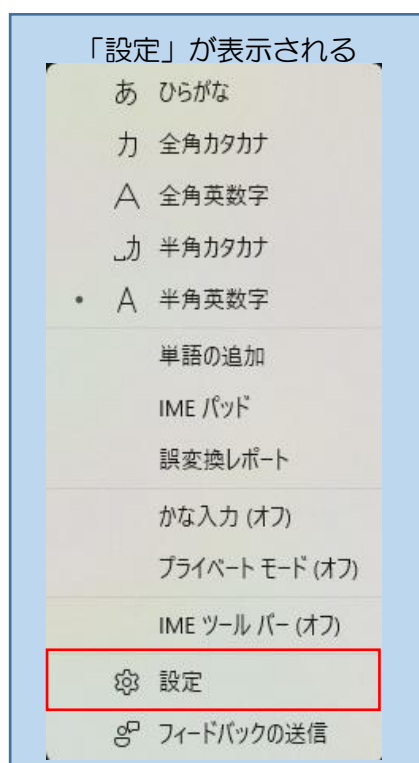 「設定」が表示される
あ ひらがな
カ 全角カタカナ
A 全角英数字
_カ 半角カタカナ
• A 半角英数字
単語の追加
IME パッド
誤変換レポート
かな入力 (オフ)
プライベート モード (オフ)
IME ツール バー (オフ)
設定
フィードバックの送信